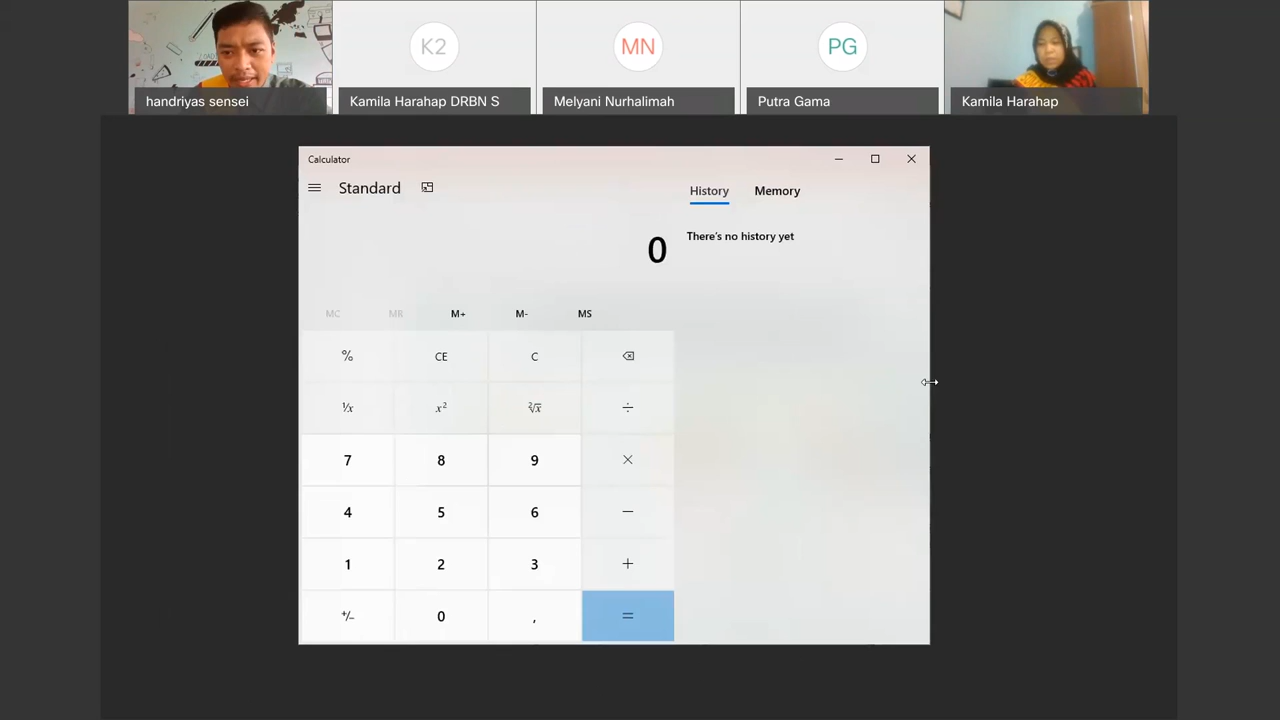 K2
MN
PG
handriyas sensei
Kamila Harahap DRBN S
Melyani Nurhalimah
Putra Gama
Kamila Harahap
Calculator
Standard
History
Memory
0
There's no history yet
MC
MR
M+
M-
MS
%
CE
C
⌫
¹/x
x²
²√x
÷
7
8
9
×
4
5
6
−
1
2
3
+
+/−
0
,
=